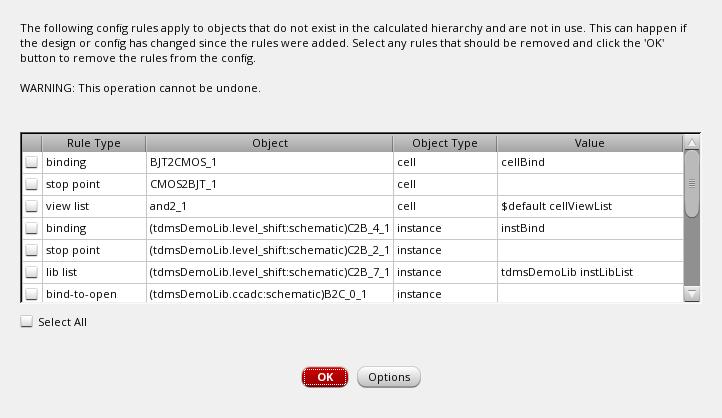 The following config rules apply to objects that do not exist in the calculated hierarchy and are not in use. This can happen if
the design or config has changed since the rules were added. Select any rules that should be removed and click the 'OK'
button to remove the rules from the config.
WARNING: This operation cannot be undone.
Rule Type Object Object Type Value
binding BJT2CMOS_1 cell cellBind
stop point CMOS2BJT_1 cell
view list and2_1 cell $default cellViewList
binding (tdmsDemoLib.level_shift:schematic)C2B_4_1 instance instBind
stop point (tdmsDemoLib.level_shift:schematic)C2B_2_1 instance
lib list (tdmsDemoLib.level_shift:schematic)C2B_7_1 instance tdmsDemoLib instLibList
bind-to-open (tdmsDemoLib.ccadc:schematic)B2C_0_1 instance
Select All
OK Options